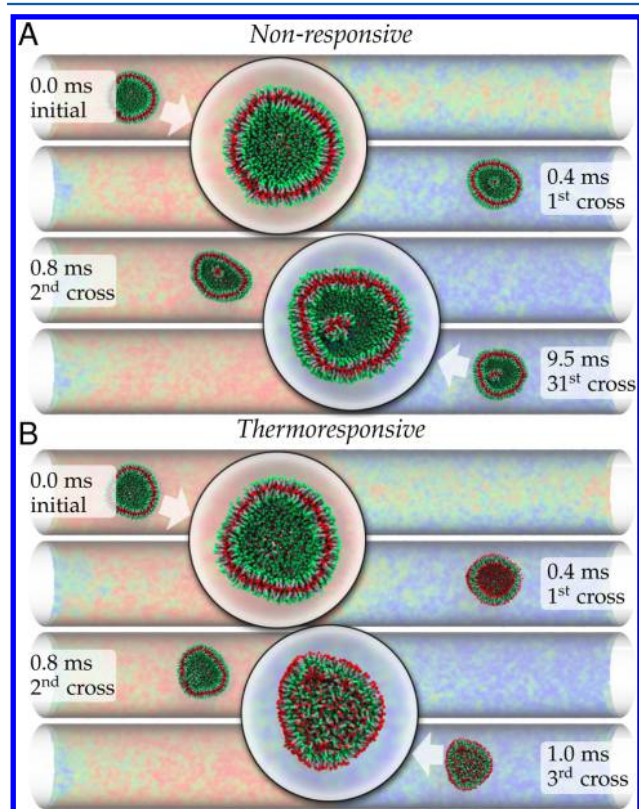 A
Non-responsive
0.0 ms
initial
0.4 ms
1st cross
0.8 ms
2nd cross
9.5 ms
31st cross
B
Thermoresponsive
0.0 ms
initial
0.4 ms
1st cross
0.8 ms
2nd cross
1.0 ms
3rd cross